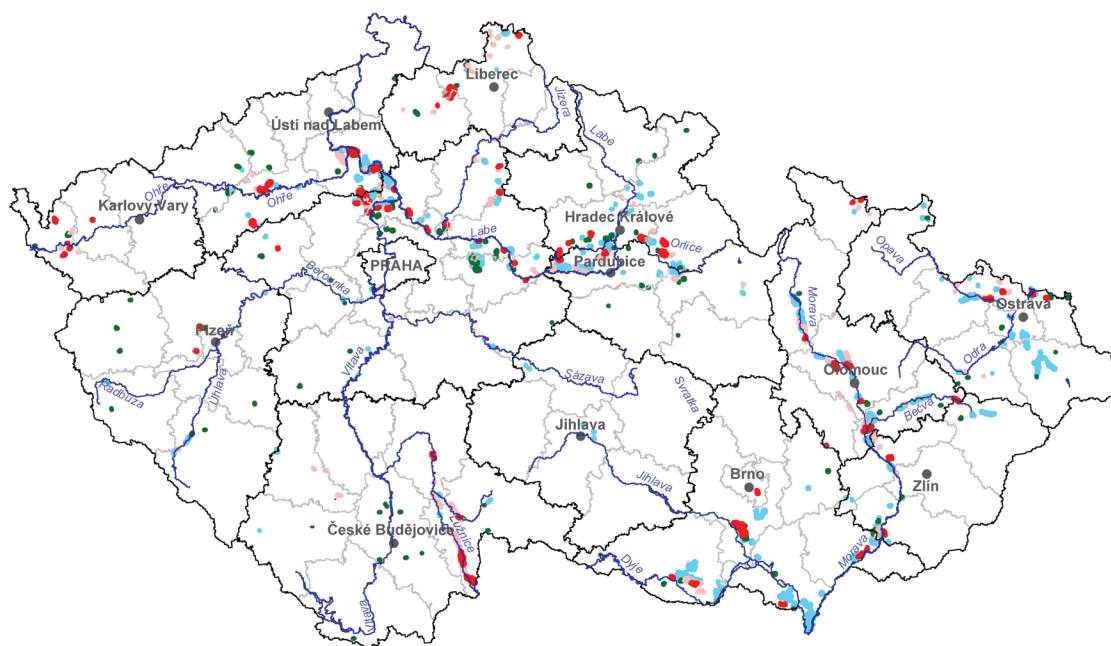 Liberec
Jizera
Labe
Ústí nad Labem
Ohře
Ohře
Karlovy Vary
Hradec Králové
Labe
Orlice
Opava
PRAHA
Pardubice
Berounka
Morava
Ostrava
Plzeň
Odra
Vltava
Olomouc
Radbuza
Úhlava
Sázava
Svratka
Bečva
Jihlava
Brno
Zlín
Jihlava
České Budějovice
Lužnice
Dyje
Morava
Vltava